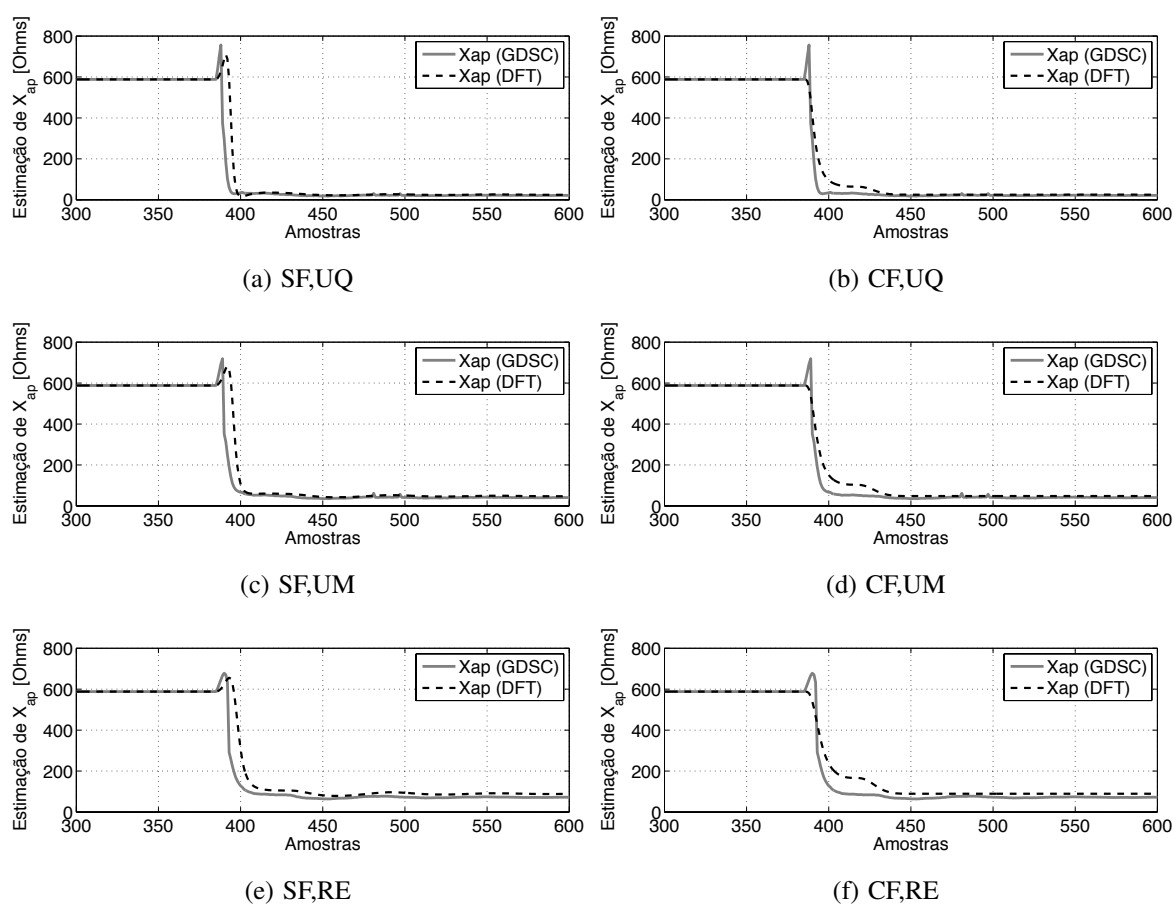 800
600
400
200
0
Estimação de Xap [Ohms]
Xap (GDSC)
Xap (DFT)
300 350 400 450 500 550 600
Amostras
(a) SF,UQ
800
600
400
200
0
Estimação de Xap [Ohms]
Xap (GDSC)
Xap (DFT)
300 350 400 450 500 550 600
Amostras
(b) CF,UQ
800
600
400
200
0
Estimação de Xap [Ohms]
Xap (GDSC)
Xap (DFT)
300 350 400 450 500 550 600
Amostras
(c) SF,UM
800
600
400
200
0
Estimação de Xap [Ohms]
Xap (GDSC)
Xap (DFT)
300 350 400 450 500 550 600
Amostras
(d) CF,UM
800
600
400
200
0
Estimação de Xap [Ohms]
Xap (GDSC)
Xap (DFT)
300 350 400 450 500 550 600
Amostras
(e) SF,RE
800
600
400
200
0
Estimação de Xap [Ohms]
Xap (GDSC)
Xap (DFT)
300 350 400 450 500 550 600
Amostras
(f) CF,RE